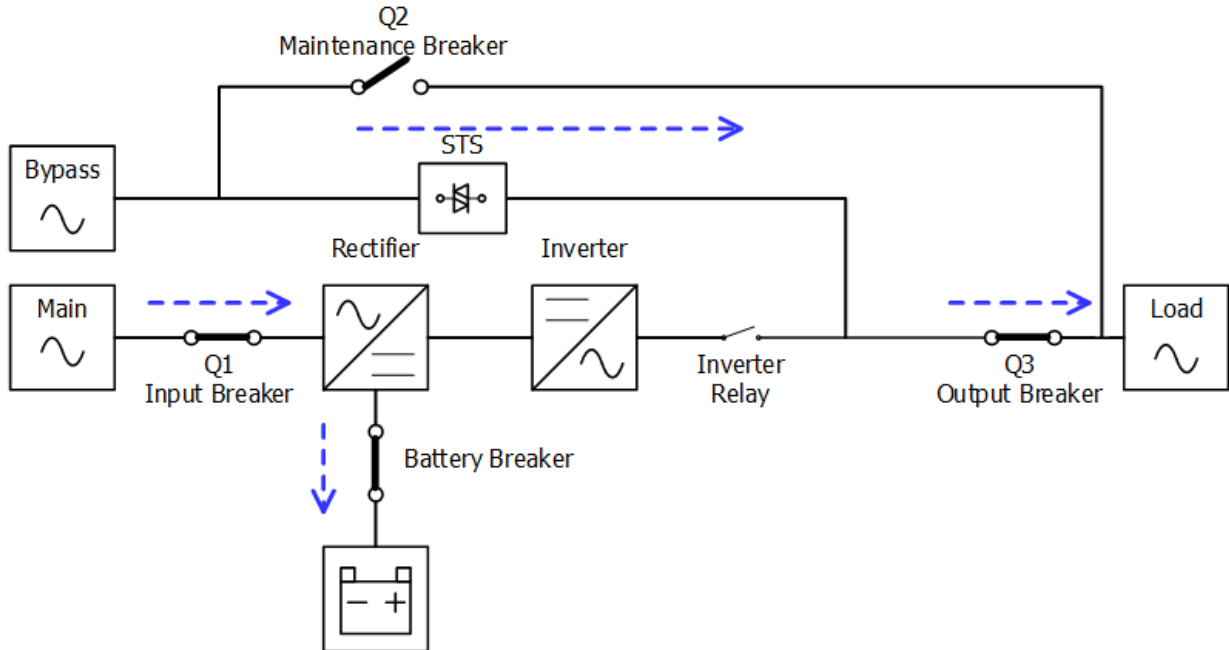 Q2
Maintenance Breaker
STS
Bypass
Rectifier
Inverter
Main
Load
Q1
Input Breaker
Inverter
Relay
Q3
Output Breaker
Battery Breaker